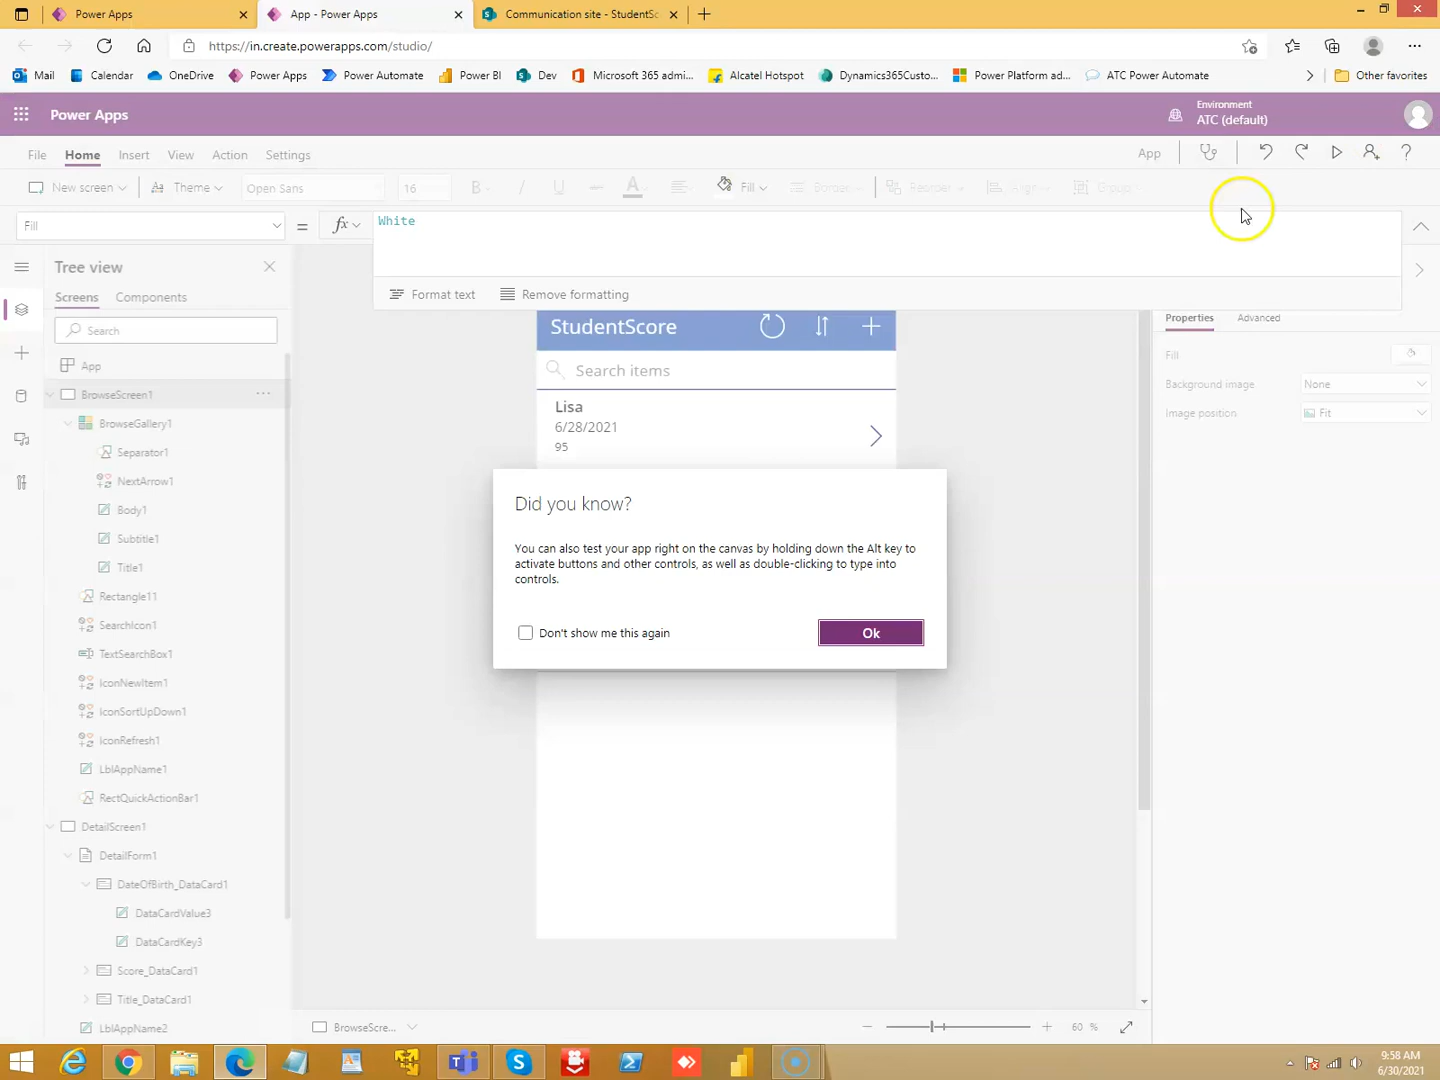 Power Apps
App - Power Apps
Communication site - StudentSc
https://in.create.powerapps.com/studio/
Mail
Calendar
OneDrive
Power Apps
Power Automate
Power BI
Dev
Microsoft 365 admi...
Alcatel Hotspot
Dynamics365Custo...
Power Platform ad...
ATC Power Automate
Other favorites
Power Apps
Environment
ATC (default)
File
Home
Insert
View
Action
Settings
App
New screen
Theme
Open Sans
16
B
I
U
A
Fill
Border
Reorder
Align
Group
Fill
=
fx
White
Format text
Remove formatting
Tree view
Screens
Components
Search
App
BrowseScreen1
BrowseGallery1
Separator1
NextArrow1
Body1
Subtitle1
Title1
Rectangle11
SearchIcon1
TextSearchBox1
IconNewItem1
IconSortUpDown1
IconRefresh1
LblAppName1
RectQuickActionBar1
DetailScreen1
DetailForm1
DateOfBirth_DataCard1
DataCardValue3
DataCardKey3
Score_DataCard1
Title_DataCard1
LblAppName2
StudentScore
Search items
Lisa
6/28/2021
95
Did you know?
You can also test your app right on the canvas by holding down the Alt key to
activate buttons and other controls, as well as double-clicking to type into
controls.
Don't show me this again
Ok
Properties
Advanced
Fill
Background image
None
Image position
Fit
BrowseScre...
60 %
9:58 AM
6/30/2021